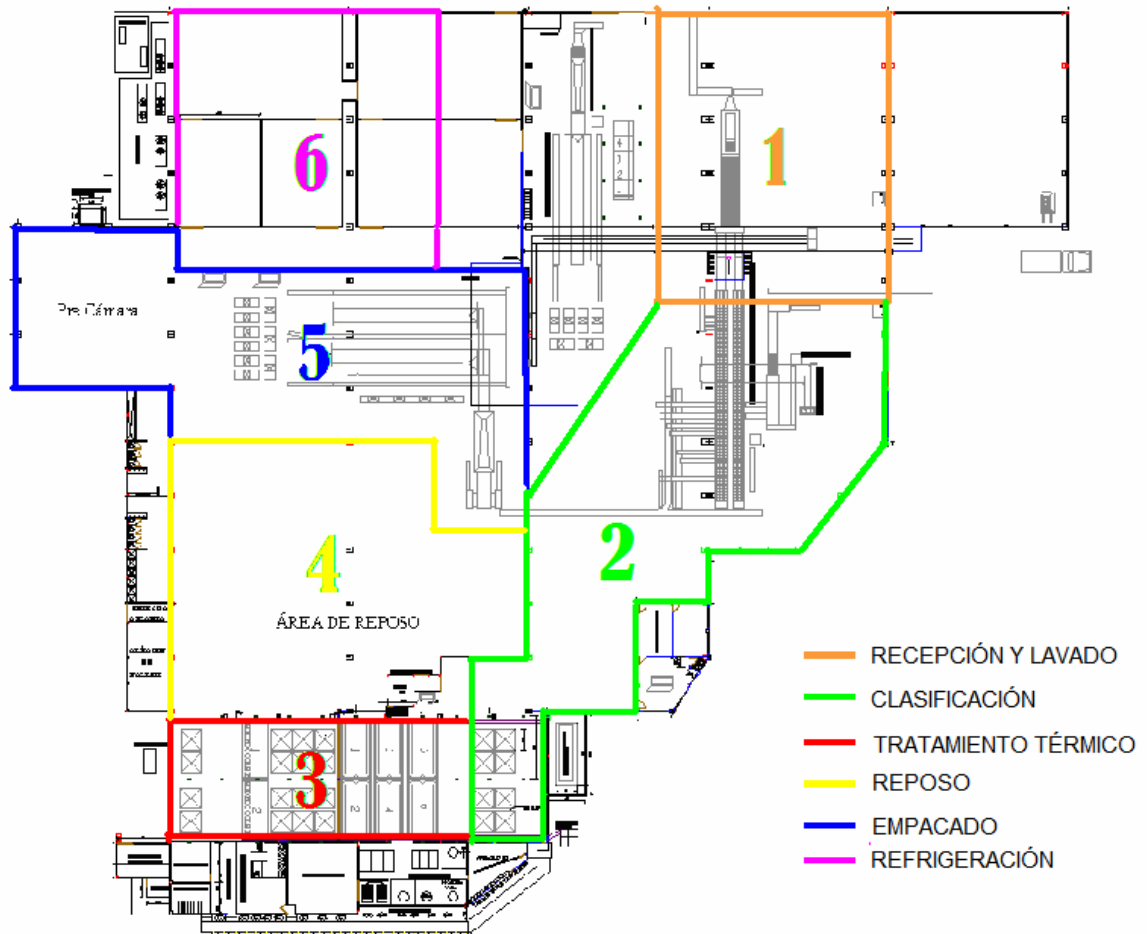 6
1
Pre Cámara
5
4
2
ÁREA DE REPOSO
3
RECEPCIÓN Y LAVADO
CLASIFICACIÓN
TRATAMIENTO TÉRMICO
REPOSO
EMPACADO
REFRIGERACIÓN